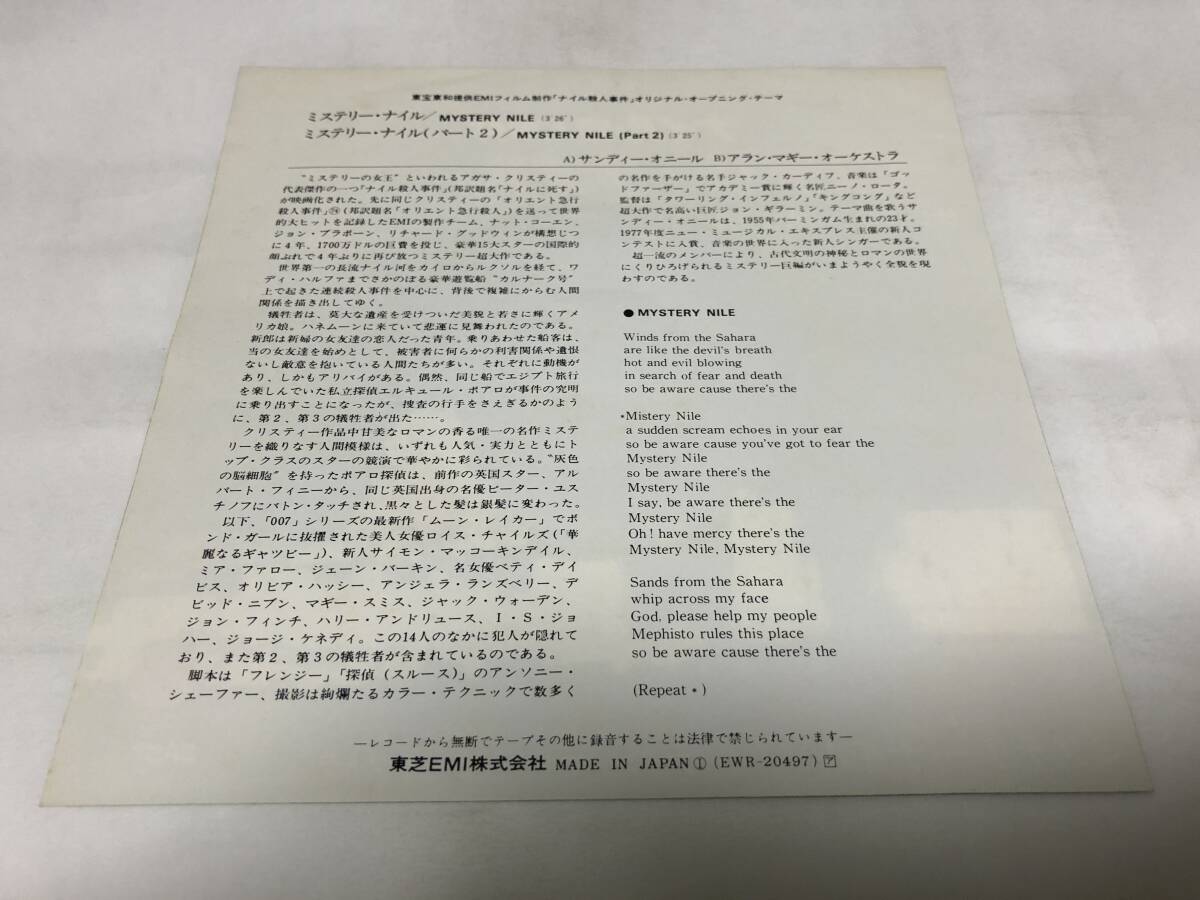 東宝東和提供EMIフィルム制作「ナイル殺人事件」オリジナル・オープニング・テーマ
ミステリー・ナイル/MYSTERY NILE (3´26˝)
ミステリー・ナイル(パート2)/MYSTERY NILE (Part 2) (3´25˝)
A)サンディー・オニール B)アラン・マギー・オーケストラ
“ミステリーの女王”といわれるアガサ・クリスティーの
代表傑作の一つ「ナイル殺人事件」(邦訳題名「ナイルに死す」)
が映画化された。先に同じクリスティーの「オリエント急行
殺人事件」(邦訳題名「オリエント急行殺人」)を送って世界
的大ヒットを記録したEMIの製作チーム、ナット・コーエン、
ジョン・ブラボーン、リチャード・グッドウィンが構想じつ
に4年、1700万ドルの巨費を投じ、豪華15大スターの国際的
顔ぶれで4年ぶりに再び放つミステリー超大作である。
世界第一の長流ナイル河をカイロからルクソルを経て、ワ
ディ・ハルファまでさかのぼる豪華遊覧船“カルナーク号”
上で起きた連続殺人事件を中心に、背後で複雑にからむ人間
関係を描き出してゆく。
犠牲者は、莫大な遺産を受けついだ美貌と若さに輝くアメ
リカ娘。ハネムーンに来ていて悲運に見舞われたのである。
新郎は新婦の女友達の恋人だった青年。乗りあわせた船客は、
当の女友達を始めとして、被害者に何らかの利害関係や遺恨
ないし敵意を抱いている人間たちが多い。それぞれに動機が
あり、しかもアリバイがある。偶然、同じ船でエジプト旅行
を楽しんでいた私立探偵エルキュール・ポアロが事件の究明
に乗り出すことになったが、捜査の行手をさえぎるかのよう
に、第2、第3の犠牲者が出た……。
クリスティー作品中甘美なロマンの香る唯一の名作ミステ
リーを織りなす人間模様は、いずれも人気・実力とともにト
ップ・クラスのスターの競演で華やかに彩られている。“灰色
の脳細胞”を持ったポアロ探偵は、前作の英国スター、アル
バート・フィニーから、同じ英国出身の名優ピーター・ユス
チノフにバトン・タッチされ、黒々とした髪は銀髪に変わった。
以下、「007」シリーズの最新作「ムーン・レイカー」でボ
ンド・ガールに抜擢された美人女優ロイス・チャイルズ(「華
麗なるギャツビー」)、新人サイモン・マッコーキンデイル、
ミア・ファロー、ジェーン・バーキン、名女優ベティ・デイ
ビス、オリビア・ハッシー、アンジェラ・ランズベリー、デ
ビッド・ニブン、マギー・スミス、ジャック・ウォーデン、
ジョン・フィンチ、ハリー・アンドリュース、I・S・ジョ
ハー、ジョージ・ケネディ。この14人のなかに犯人が隠れて
おり、また第2、第3の犠牲者が含まれているのである。
脚本は「フレンジー」「探偵(スルース)」のアンソニー・
シェーファー、撮影は絢爛たるカラー・テクニックで数多く
の名作を手がける名手ジャック・カーディフ、音楽は「ゴッ
ドファーザー」でアカデミー賞に輝く名匠ニーノ・ロータ。
監督は「タワーリング・インフェルノ」「キングコング」など
超大作で名高い巨匠ジョン・ギラーミン。テーマ曲を歌うサ
ンディー・オニールは、1955年バーミンガム生まれの23才。
1977年度ニュー・ミュージカル・エキスプレス主催の新人コ
ンテストに入賞、音楽の世界に入った新人シンガーである。
超一流のメンバーにより、古代文明の神秘とロマンの世界
にくりひろげられるミステリー巨編がいまようやく全貌を現
わすのである。
● MYSTERY NILE
Winds from the Sahara
are like the devil's breath
hot and evil blowing
in search of fear and death
so be aware cause there's the
*Mistery Nile
a sudden scream echoes in your ear
so be aware cause you've got to fear the
Mystery Nile
so be aware there's the
Mystery Nile
I say, be aware there's the
Mystery Nile
Oh! have mercy there's the
Mystery Nile, Mystery Nile
Sands from the Sahara
whip across my face
God, please help my people
Mephisto rules this place
so be aware cause there's the
(Repeat *)
―レコードから無断でテープその他に録音することは法律で禁じられています―
東芝EMI株式会社 MADE IN JAPAN (EWR-20497)